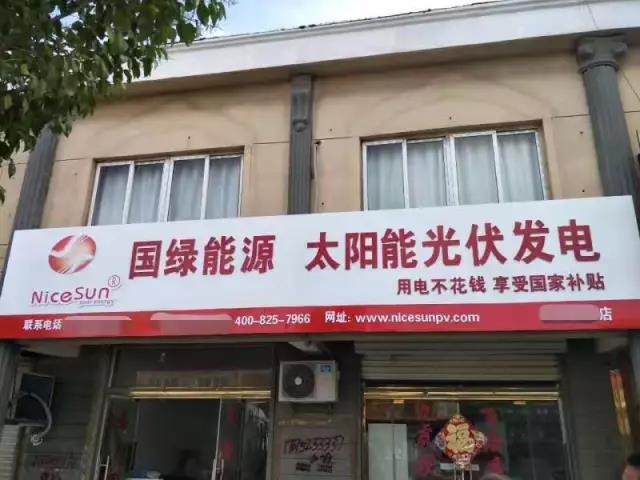 国绿能源 太阳能光伏发电
NiceSun®
用电不花钱 享受国家补贴
联系电话 400-825-7966 网址: www.nicesunpv.com 店
福